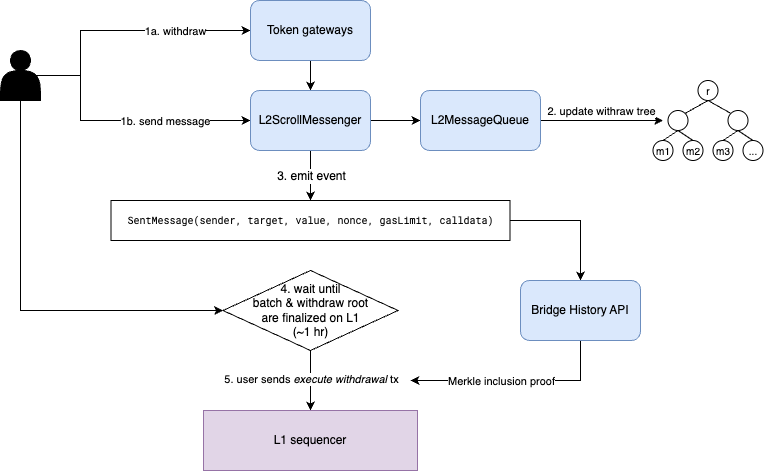 1a. withdraw
Token gateways
1b. send message
L2ScrollMessenger
L2MessageQueue
2. update withraw tree
r
m1
m2
m3
...
3. emit event
SentMessage(sender, target, value, nonce, gasLimit, calldata)
4. wait until
batch & withdraw root
are finalized on L1
(~1 hr)
Bridge History API
5. user sends execute withdrawal tx
Merkle inclusion proof
L1 sequencer